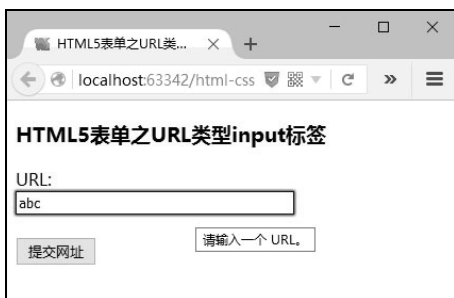 HTML5表单之URL类...
localhost:63342/html-css
HTML5表单之URL类型input标签
URL:
abc
请输入一个 URL。
提交网址